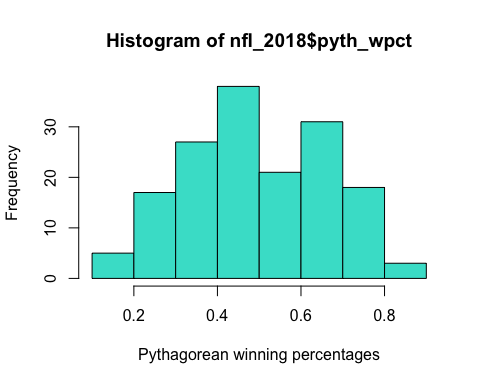 Histogram of nfl_2018$pyth_wpct
Frequency
30
20
10
0
0.2 0.4 0.6 0.8
Pythagorean winning percentages